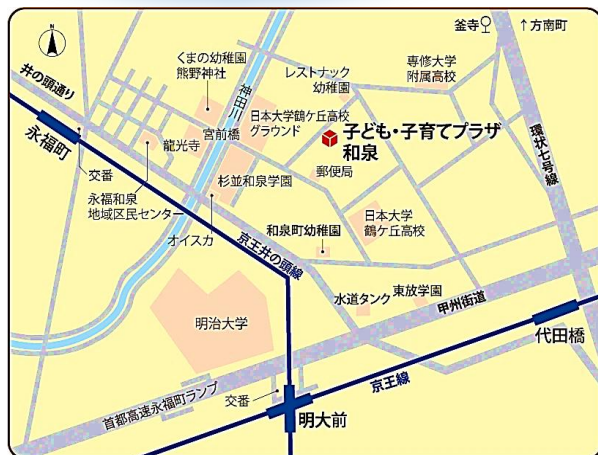 N
釜寺
↑方南町
くまの幼稚園
熊野神社
レストナック
幼稚園
専修大学
附属高校
井の頭通り
神田川
日本大学鶴ケ丘高校
グラウンド
宮前橋
子ども・子育てプラザ
和泉
環状七号線
永福町
龍光寺
郵便局
交番
杉並和泉学園
永福和泉
地域区民センター
オイスカ
和泉町幼稚園
日本大学
鶴ケ丘高校
京王井の頭線
水道タンク
東放学園
甲州街道
明治大学
代田橋
首都高速永福町ランプ
交番
明大前
京王線